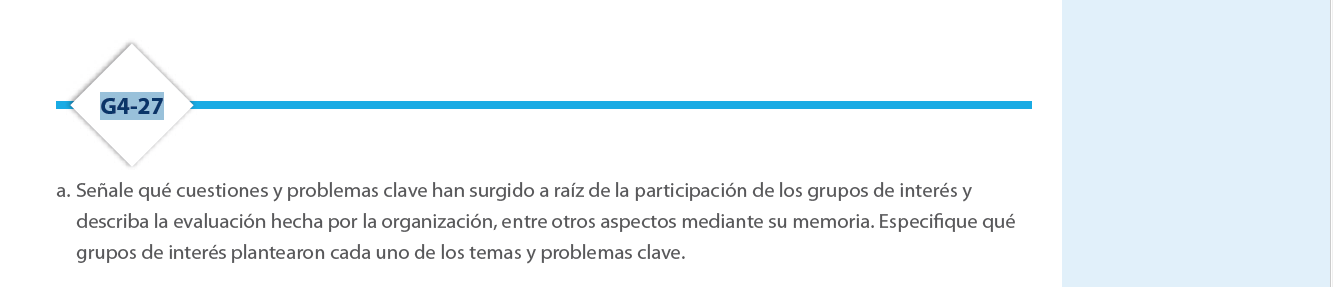 G4-27
a. Señale qué cuestiones y problemas clave han surgido a raíz de la participación de los grupos de interés y
describa la evaluación hecha por la organización, entre otros aspectos mediante su memoria. Especifique qué
grupos de interés plantearon cada uno de los temas y problemas clave.